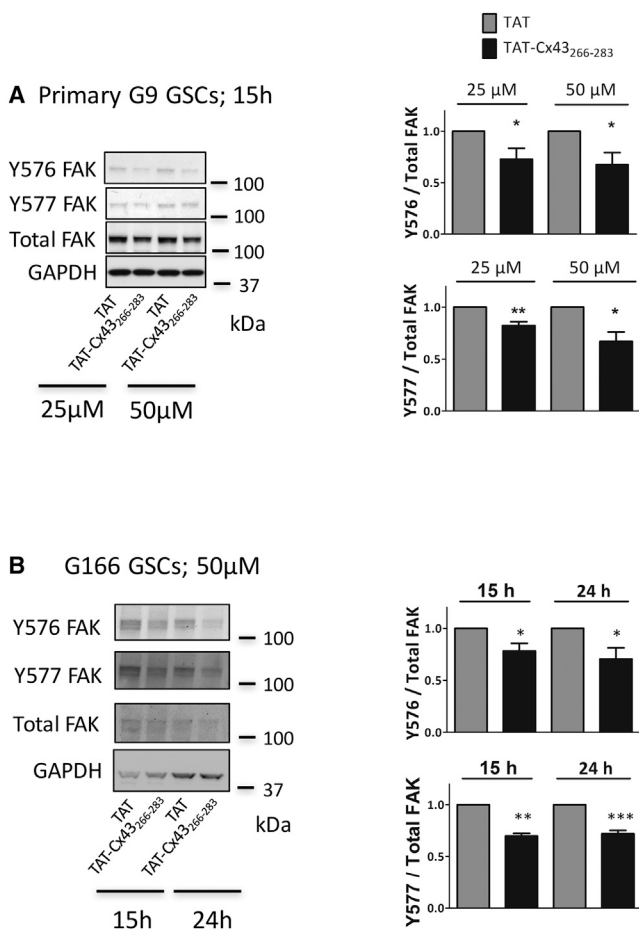 TAT
TAT-Cx43266-283
A Primary G9 GSCs; 15h
Y576 FAK
100
Y577 FAK
100
Total FAK
100
GAPDH
37
kDa
TAT
TAT-Cx43266-283
TAT
TAT-Cx43266-283
25µM
50µM
25 µM
50 µM
Y576 / Total FAK
1.0
0.5
0.0
*
*
25 µM
50 µM
Y577 / Total FAK
1.0
0.5
0.0
**
*
B G166 GSCs; 50µM
Y576 FAK
100
Y577 FAK
100
Total FAK
100
GAPDH
37
kDa
TAT
TAT-Cx43266-283
TAT
TAT-Cx43266-283
15h
24h
15 h
24 h
Y576 / Total FAK
1.0
0.5
0.0
*
*
15 h
24 h
Y577 / Total FAK
1.0
0.5
0.0
**
***